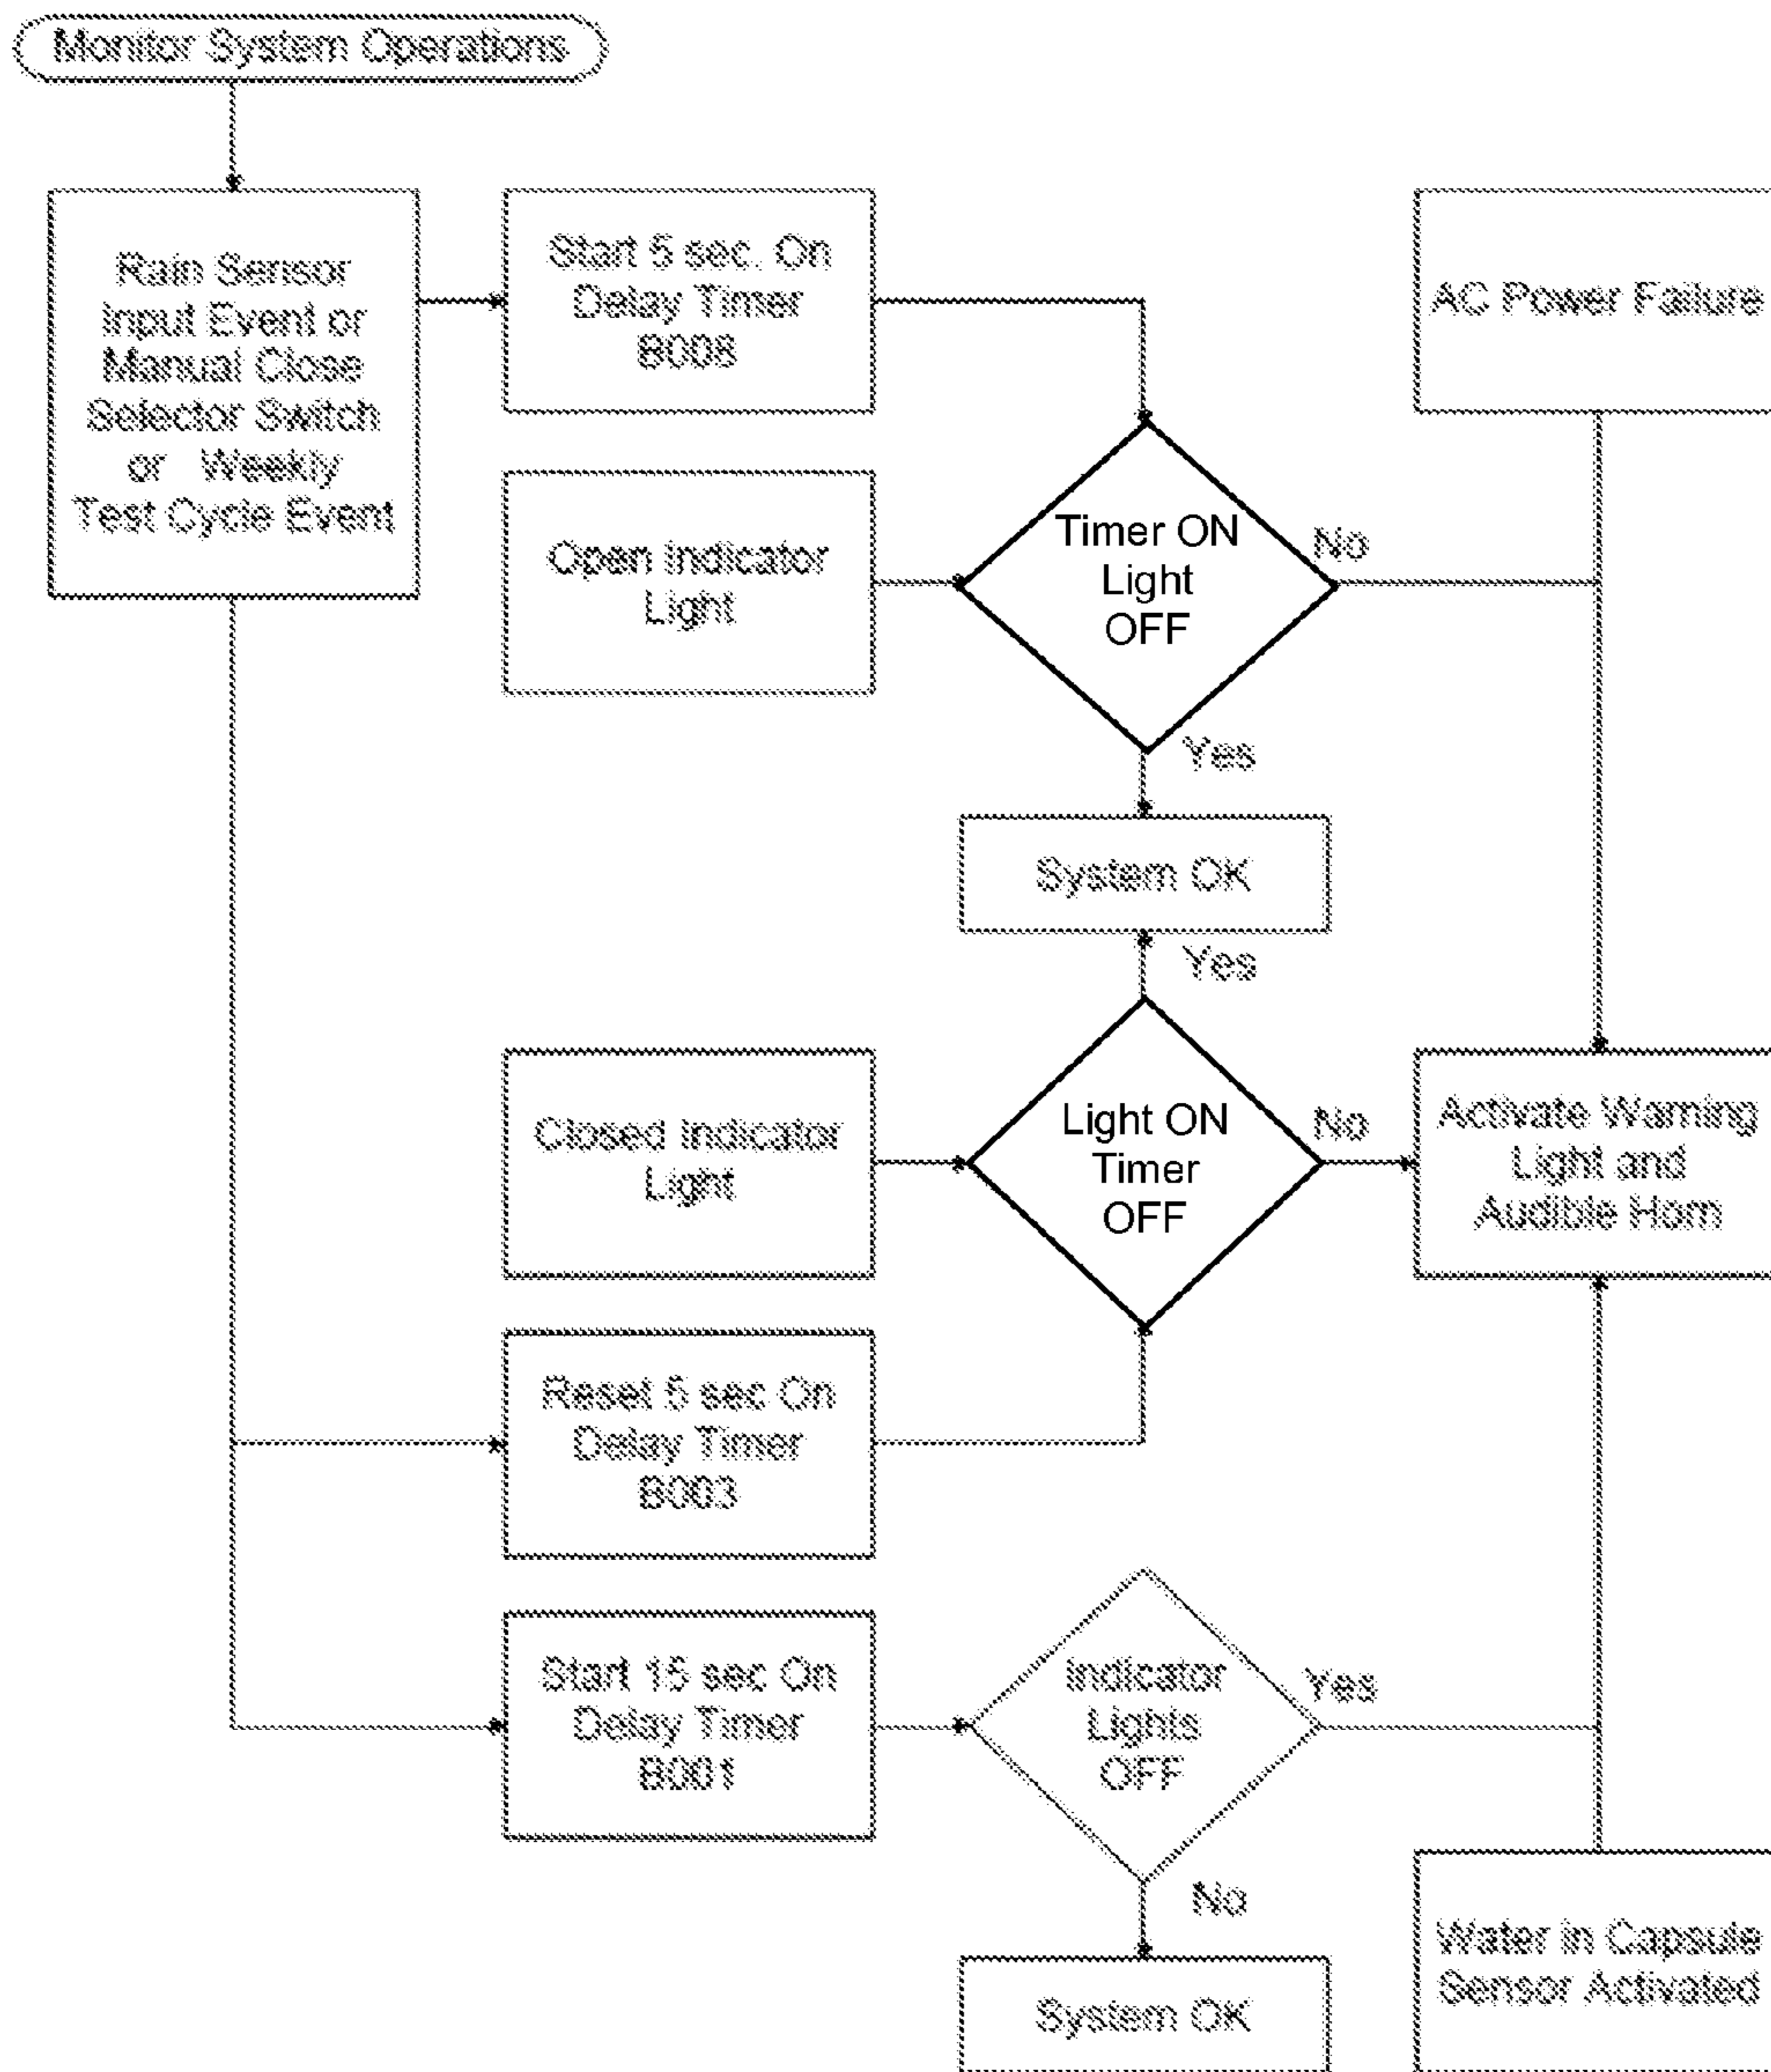 Monitor System Operations
Rain Sensor
Input Event or
Manual Close
Selector Switch
or Weekly
Test Cycle Event
Start 5 sec. On
Delay Timer
B008
AC Power Failure
Open Indicator
Light
Timer ON
Light
OFF
No
Yes
System OK
Yes
Closed Indicator
Light
Light ON
Timer
OFF
No
Activate Warning
Light and
Audible Horn
Reset 5 sec On
Delay Timer
B003
Start 15 sec On
Delay Timer
B001
Indicator
Lights
OFF
Yes
No
System OK
Water in Capsule
Sensor Activated